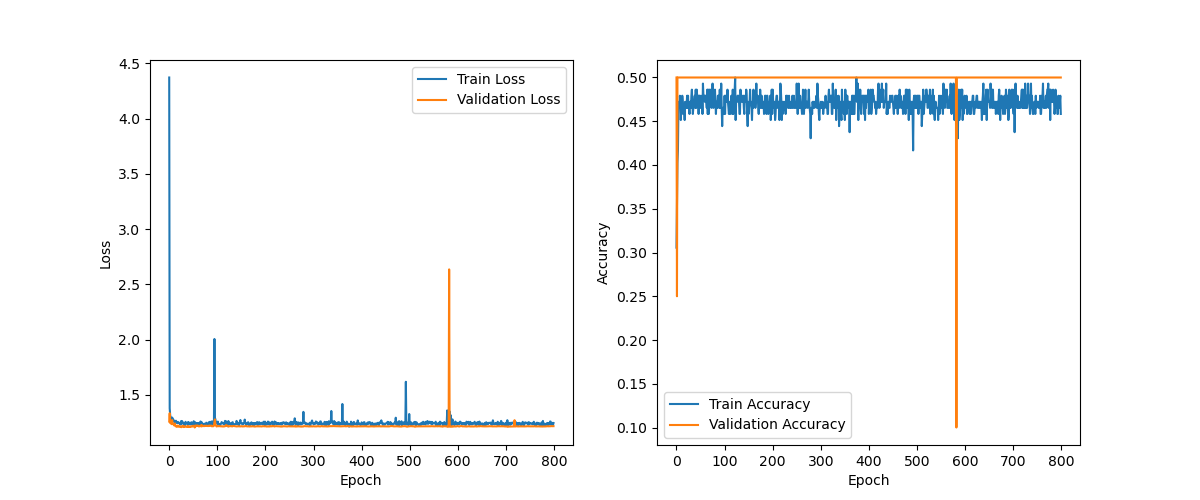 4.5
4.0
3.5
3.0
2.5
2.0
1.5
Loss
0 100 200 300 400 500 600 700 800
Epoch
Train Loss
Validation Loss
0.50
0.45
0.40
0.35
0.30
0.25
0.20
0.15
0.10
Accuracy
0 100 200 300 400 500 600 700 800
Epoch
Train Accuracy
Validation Accuracy